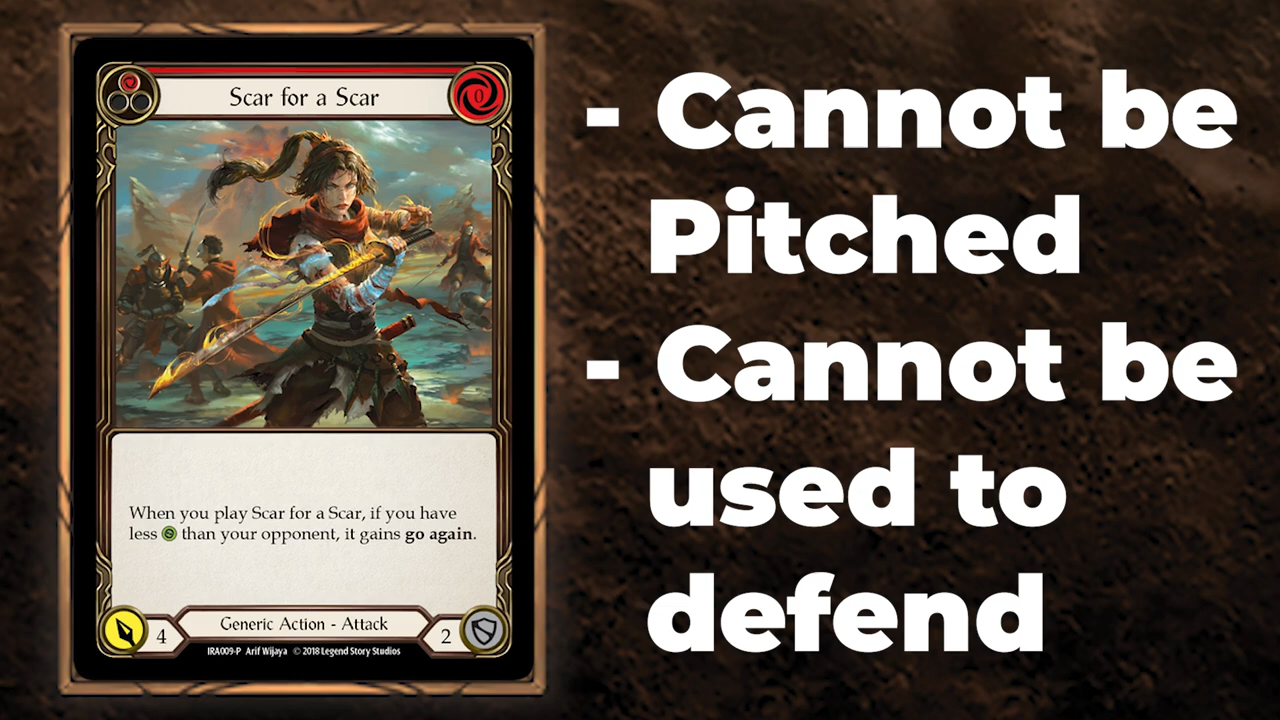 Scar for a Scar
0
When you play Scar for a Scar, if you have
less than your opponent, it gains go again.
4
Generic Action - Attack
2
IRA009-P Arif Wijaya © 2018 Legend Story Studios
- Cannot be
Pitched
- Cannot be
used to
defend